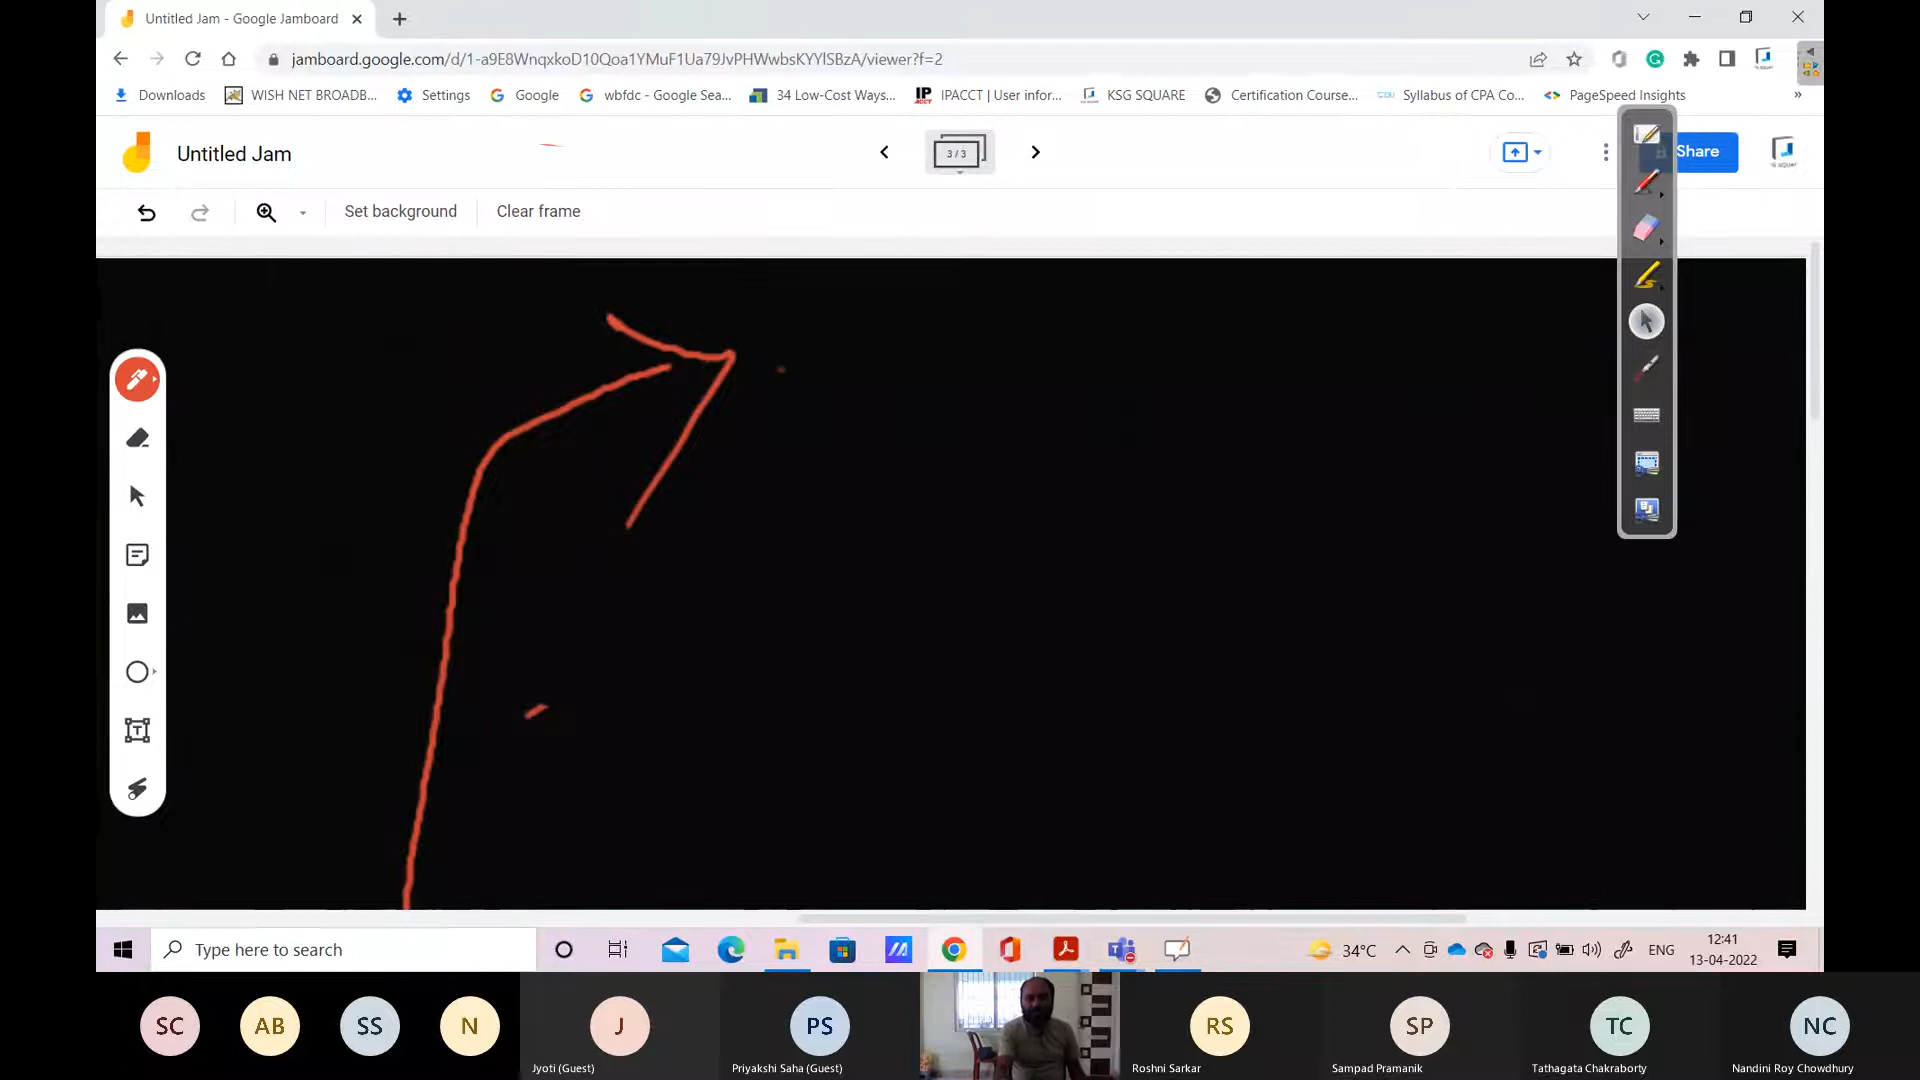 Untitled Jam - Google Jamboard
jamboard.google.com/d/1-a9E8WnqxkoD10Qoa1YMuF1Ua79JvPHWwbsKYYlSBzA/viewer?f=2
Downloads WISH NET BROADB... Settings Google wbfdc - Google Sea... 34 Low-Cost Ways... IPACCT | User infor... KSG SQUARE Certification Course... Syllabus of CPA Co... PageSpeed Insights »
Untitled Jam 3 / 3 Share
Set background Clear frame
Type here to search 34°C ENG 12:41
13-04-2022
SC AB SS N J PS RS SP TC NC
Jyoti (Guest) Priyakshi Saha (Guest) Roshni Sarkar Sampad Pramanik Tathagata Chakraborty Nandini Roy Chowdhury